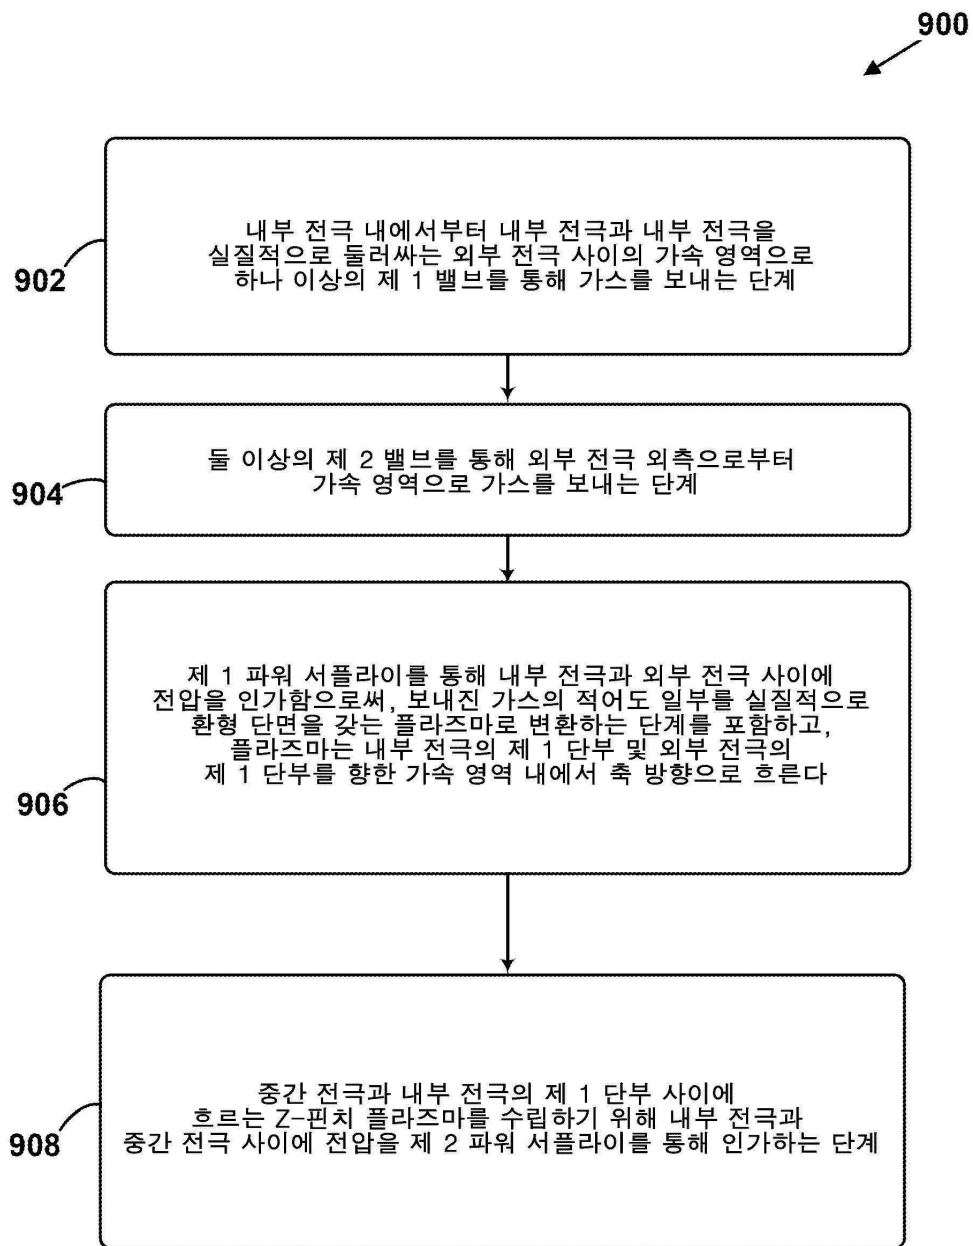 900
내부 전극 내에서부터 내부 전극과 내부 전극을
실질적으로 둘러싸는 외부 전극 사이의 가속 영역으로
하나 이상의 제 1 밸브를 통해 가스를 보내는 단계
902
둘 이상의 제 2 밸브를 통해 외부 전극 외측으로부터
가속 영역으로 가스를 보내는 단계
904
제 1 파워 서플라이를 통해 내부 전극과 외부 전극 사이에
전압을 인가함으로써, 보내진 가스의 적어도 일부를 실질적으로
환형 단면을 갖는 플라즈마로 변환하는 단계를 포함하고,
플라즈마는 내부 전극의 제 1 단부 및 외부 전극의
제 1 단부를 향한 가속 영역 내에서 축 방향으로 흐른다
906
중간 전극과 내부 전극의 제 1 단부 사이에
흐르는 Z-핀치 플라즈마를 수립하기 위해 내부 전극과
중간 전극 사이에 전압을 제 2 파워 서플라이를 통해 인가하는 단계
908